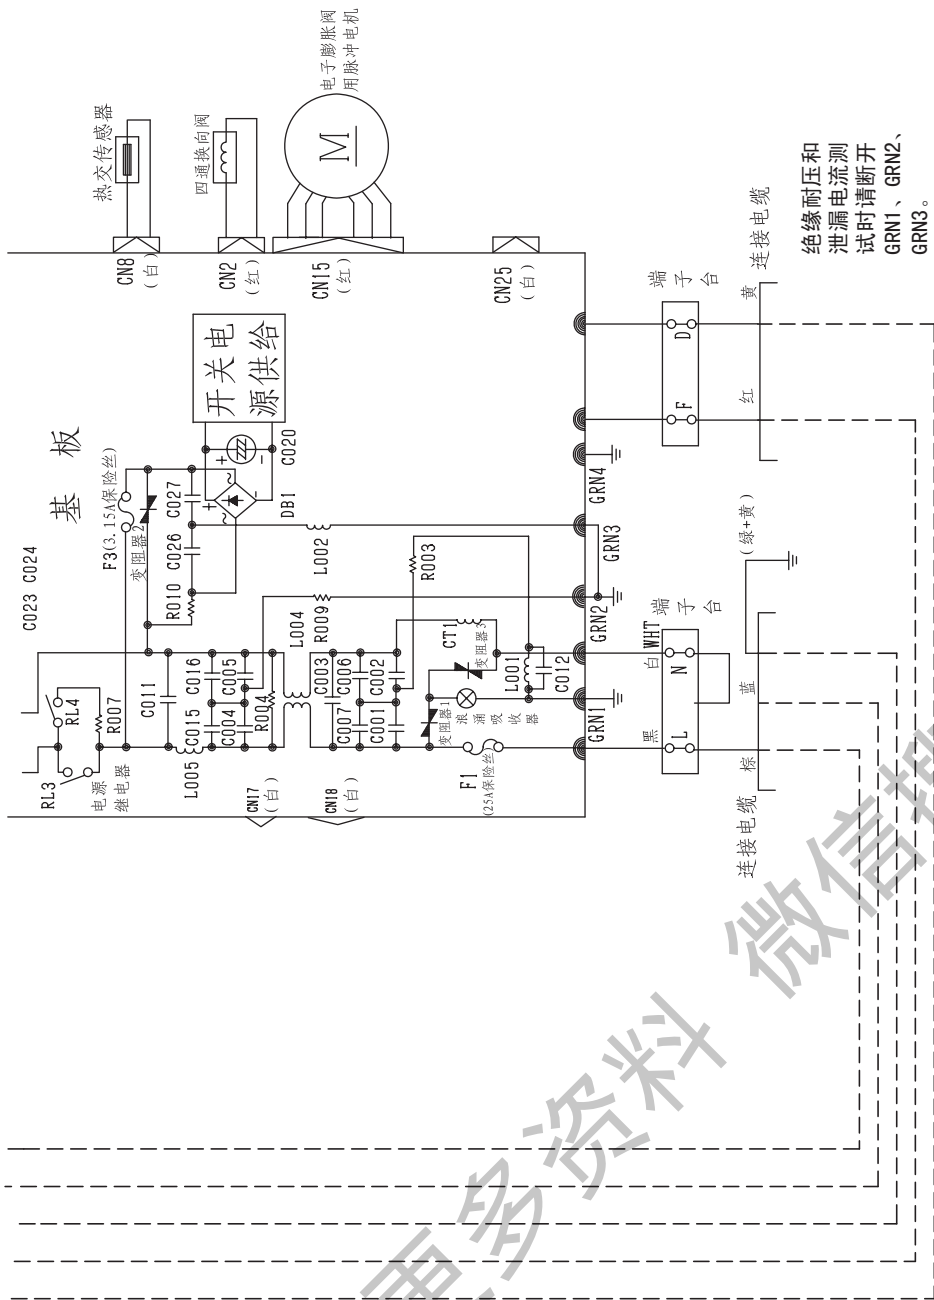 热交传感器
四通换向阀
电子膨胀阀
用脉冲电机
M
CN8
(白)
CN2
(红)
CN15
(红)
CN25
(白)
绝缘耐压和
泄漏电流测
试时请断开
GRN1、GRN2、
GRN3。
基 板
开关电
源供给
C023 C024
F3(3.15A保险丝)
变阻器2
C027
+
-
C020
+
-
DB1
RL4
RL3
电源
继电器
R007
C011
R010
C026
L002
L005
C016
C015
C005
C004
R004
L004
R009
R003
CN17
(白)
CN18
(白)
C003
C006
C007
C002
C001
CT1
变阻器3
变阻器1
浪涌吸收器
L001
C012
F1
(25A保险丝)
GRN1
GRN2
GRN3
GRN4
黑
白
WHT
端子台
L
N
端子台
F
D
棕
蓝
(绿+黄)
红
黄
连接电缆
连接电缆
更多资料 微信搜